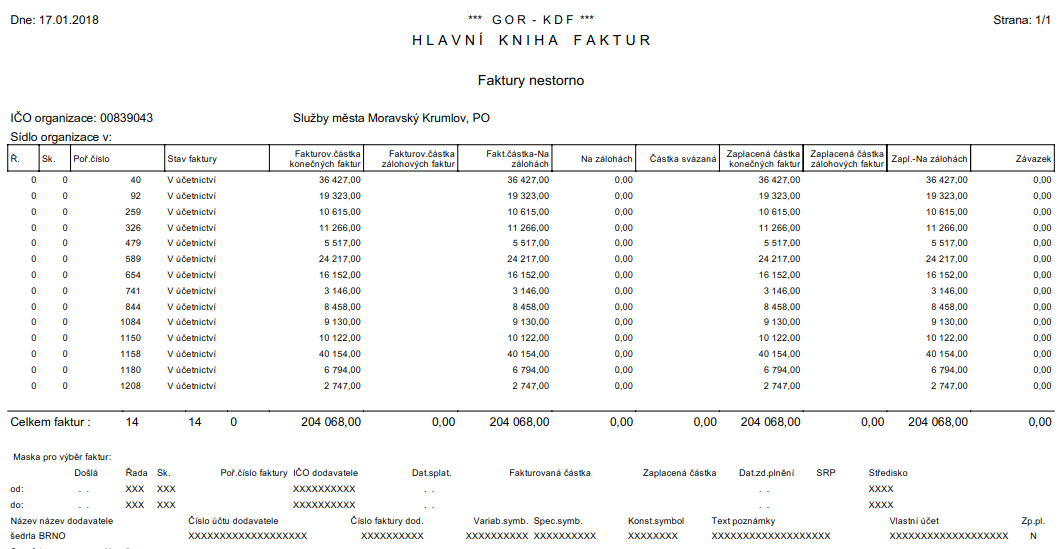 Dne: 17.01.2018 *** G O R - K D F *** Strana: 1/1
H L A V N Í K N I H A F A K T U R
Faktury nestorno
IČO organizace: 00839043 Služby města Moravský Krumlov, PO
Sídlo organizace v:
Ř. Sk. Poř.číslo Stav faktury Fakturov.částka konečných faktur Fakturov.částka zálohových faktur Fakt.částka-Na zálohách Na zálohách Částka svázaná Zaplacená částka konečných faktur Zaplacená částka zálohových faktur Zapl.-Na zálohách Závazek
0 0 40 V účetnictví 36 427,00 36 427,00 0,00 36 427,00 36 427,00 0,00
0 0 92 V účetnictví 19 323,00 19 323,00 0,00 19 323,00 19 323,00 0,00
0 0 259 V účetnictví 10 615,00 10 615,00 0,00 10 615,00 10 615,00 0,00
0 0 326 V účetnictví 11 266,00 11 266,00 0,00 11 266,00 11 266,00 0,00
0 0 479 V účetnictví 5 517,00 5 517,00 0,00 5 517,00 5 517,00 0,00
0 0 589 V účetnictví 24 217,00 24 217,00 0,00 24 217,00 24 217,00 0,00
0 0 654 V účetnictví 16 152,00 16 152,00 0,00 16 152,00 16 152,00 0,00
0 0 741 V účetnictví 3 146,00 3 146,00 0,00 3 146,00 3 146,00 0,00
0 0 844 V účetnictví 8 458,00 8 458,00 0,00 8 458,00 8 458,00 0,00
0 0 1084 V účetnictví 9 130,00 9 130,00 0,00 9 130,00 9 130,00 0,00
0 0 1150 V účetnictví 10 122,00 10 122,00 0,00 10 122,00 10 122,00 0,00
0 0 1158 V účetnictví 40 154,00 40 154,00 0,00 40 154,00 40 154,00 0,00
0 0 1180 V účetnictví 6 794,00 6 794,00 0,00 6 794,00 6 794,00 0,00
0 0 1208 V účetnictví 2 747,00 2 747,00 0,00 2 747,00 2 747,00 0,00
Celkem faktur : 14 14 0 204 068,00 0,00 204 068,00 0,00 0,00 204 068,00 0,00 204 068,00 0,00
Maska pro výběr faktur:
Došlá Řada Sk. Poř.číslo faktury IČO dodavatele Dat.splat. Fakturovaná částka Zaplacená částka Dat.zd.plnění SRP Středisko
od: . . XXX XXX XXXXXXXXXX . . . . XXXX
do: . . XXX XXX XXXXXXXXXX . . . . XXXX
Název název dodavatele Číslo účtu dodavatele Číslo faktury dod. Variab.symb. Spec.symb. Konst.symbol Text poznámky Vlastní účet Zp.pl.
šedrla BRNO XXXXXXXXXXXXXXXXXXX XXXXXXXXXX XXXXXXXXXX XXXXXXXXXX XXXXXXXX XXXXXXXXXXXXXXXXXXX XXXXXXXXXXXXXXXXXXX N